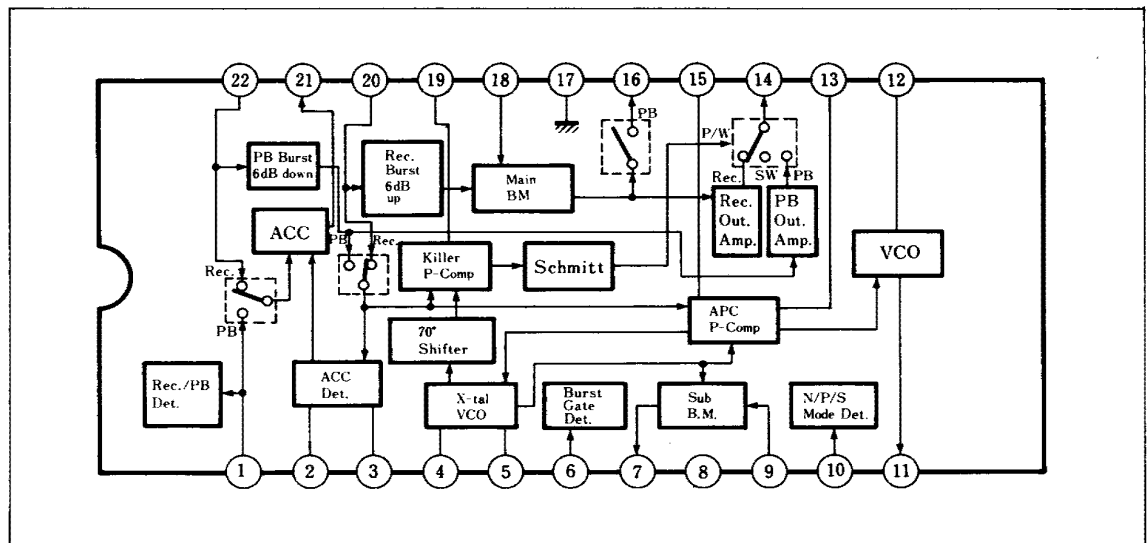 22 21 20 19 18 17 16 15 14 13 12
PB
P/W
PB Burst
6dB down
Rec.
Burst
6dB
up
Main
BM
Rec.
SW
PB
ACC
PB
Rec.
Rec.
Out.
Amp.
PB
Out.
Amp.
VCO
Killer
P-Comp
Schmitt
Rec.
PB
APC
P-Comp
70°
Shifter
Rec./PB
Det.
ACC
Det.
X-tal
VCO
Burst
Gate
Det.
Sub
B.M.
N/P/S
Mode Det.
1 2 3 4 5 6 7 8 9 10 11